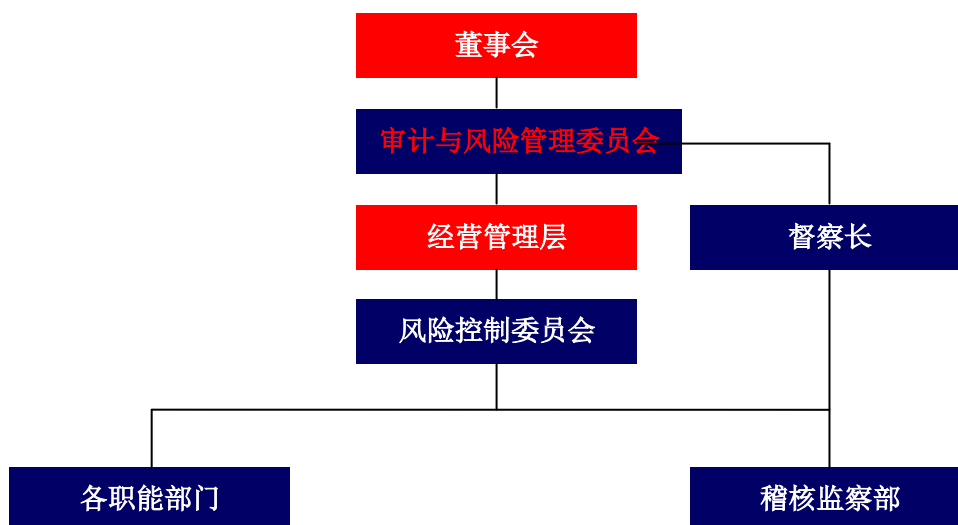 董事会
审计与风险管理委员会
经营管理层
督察长
风险控制委员会
各职能部门
稽核监察部